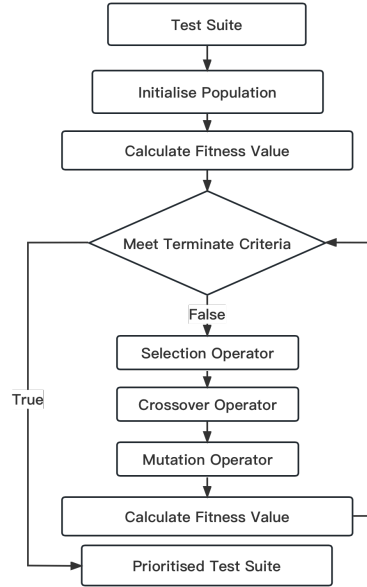 Test Suite
Initialise Population
Calculate Fitness Value
Meet Terminate Criteria
False
Selection Operator
True
Crossover Operator
Mutation Operator
Calculate Fitness Value
Prioritised Test Suite